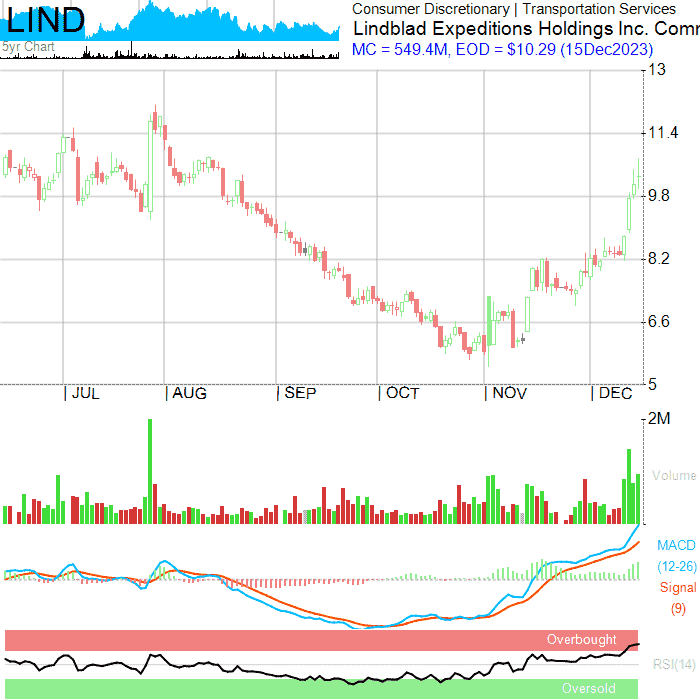 LIND
5yr Chart
Consumer Discretionary | Transportation Services
Lindblad Expeditions Holdings Inc. Comm
MC = 549.4M, EOD = $10.29 (15Dec2023)
13
11.4
9.8
8.2
6.6
5
JUL AUG SEP OCT NOV DEC
2M
Volume
MACD
(12-26)
Signal
(9)
Overbought
RSI(14)
Oversold